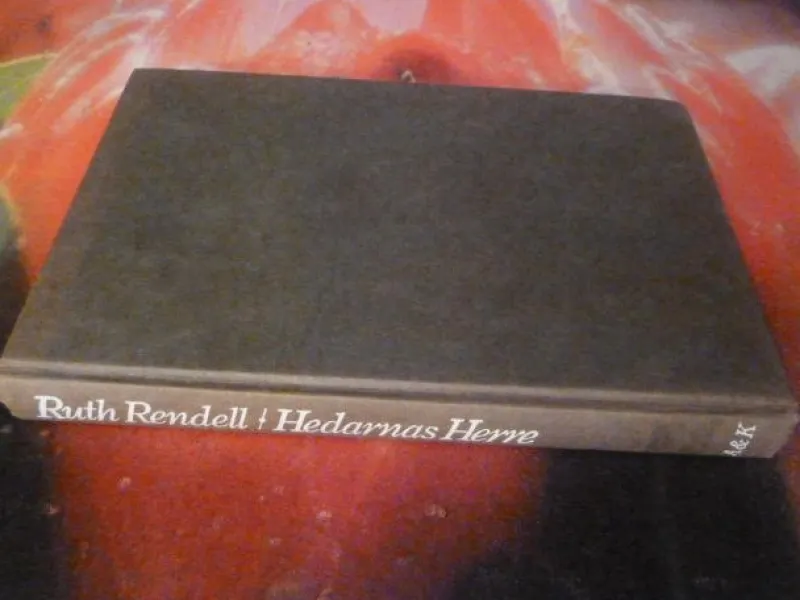 Ruth Rendell ⚔ Hedarnas Herre
A&K